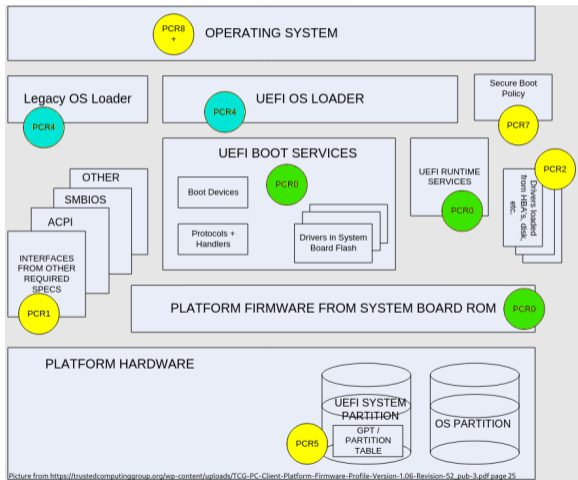 PCR8
+
OPERATING SYSTEM
Legacy OS Loader
PCR4
UEFI OS LOADER
PCR4
Secure Boot
Policy
PCR7
UEFI BOOT SERVICES
Boot Devices
PCR0
Protocols +
Handlers
Drivers in System
Board Flash
UEFI RUNTIME
SERVICES
PCR0
PCR2
Drivers loaded
from HBA's, disk,
etc.
OTHER
SMBIOS
ACPI
INTERFACES
FROM OTHER
REQUIRED
SPECS
PCR1
PLATFORM FIRMWARE FROM SYSTEM BOARD ROM
PCR0
PLATFORM HARDWARE
UEFI SYSTEM
PARTITION
GPT /
PARTITION
TABLE
PCR5
OS PARTITION
Picture from https://trustedcomputinggroup.org/wp-content/uploads/TCG-PC-Client-Platform-Firmware-Profile-Version-1.06-Revision-52_pub-3.pdf page 25